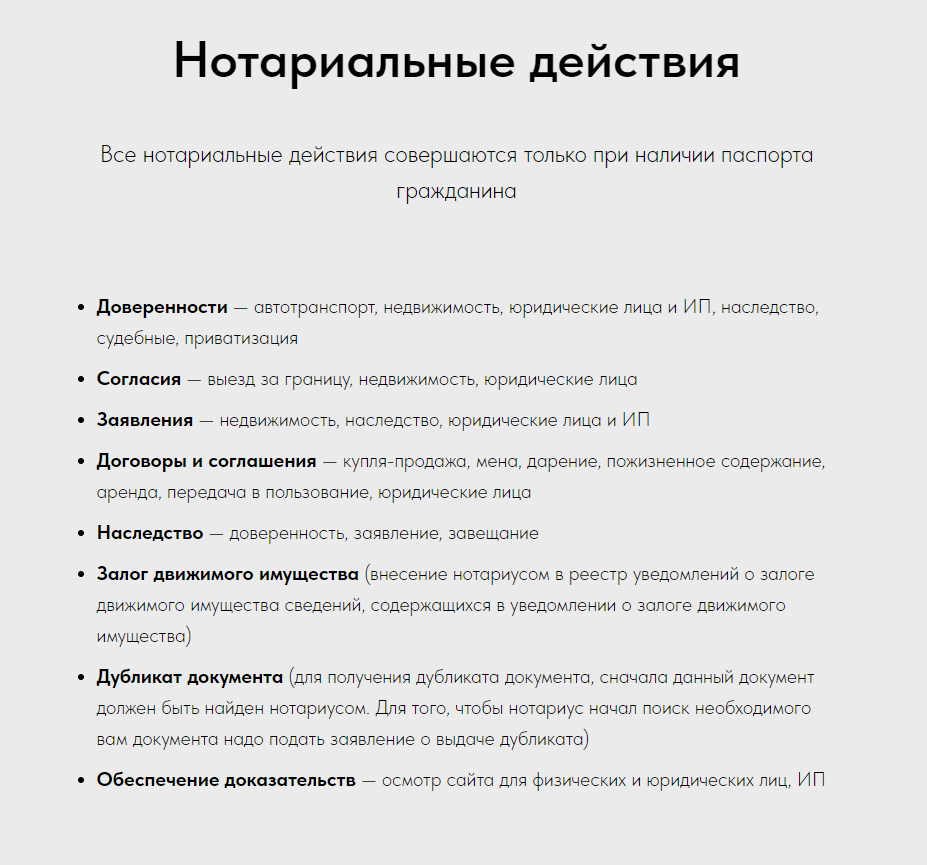 Нотариальные действия
Все нотариальные действия совершаются только при наличии паспорта
гражданина
• Доверенности — автотранспорт, недвижимость, юридические лица и ИП, наследство,
судебные, приватизация
• Согласия — выезд за границу, недвижимость, юридические лица
• Заявления — недвижимость, наследство, юридические лица и ИП
• Договоры и соглашения — купля-продажа, мена, дарение, пожизненное содержание,
аренда, передача в пользование, юридические лица
• Наследство — доверенность, заявление, завещание
• Залог движимого имущества (внесение нотариусом в реестр уведомлений о залоге
движимого имущества сведений, содержащихся в уведомлении о залоге движимого
имущества)
• Дубликат документа (для получения дубликата документа, сначала данный документ
должен быть найден нотариусом. Для того, чтобы нотариус начал поиск необходимого
вам документа надо подать заявление о выдаче дубликата)
• Обеспечение доказательств — осмотр сайта для физических и юридических лиц, ИП